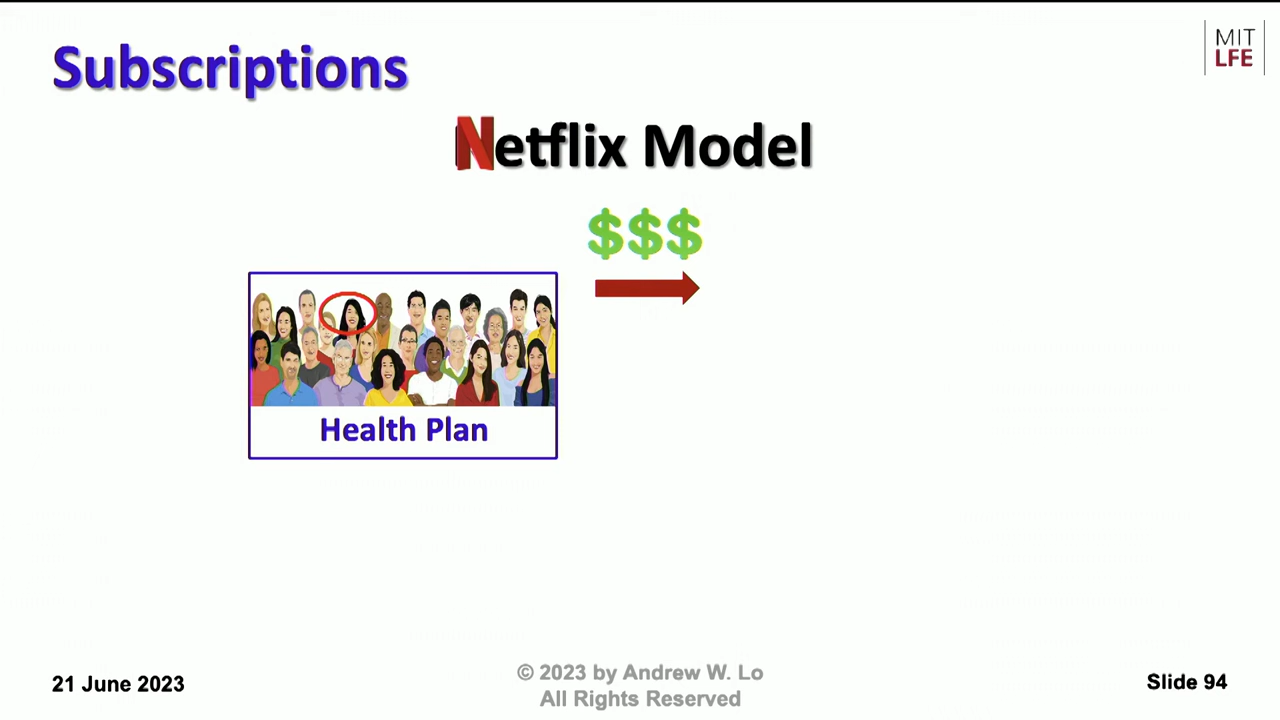 Subscriptions
MIT
LFE
Netflix Model
$$$
Health Plan
21 June 2023
© 2023 by Andrew W. Lo
All Rights Reserved
Slide 94